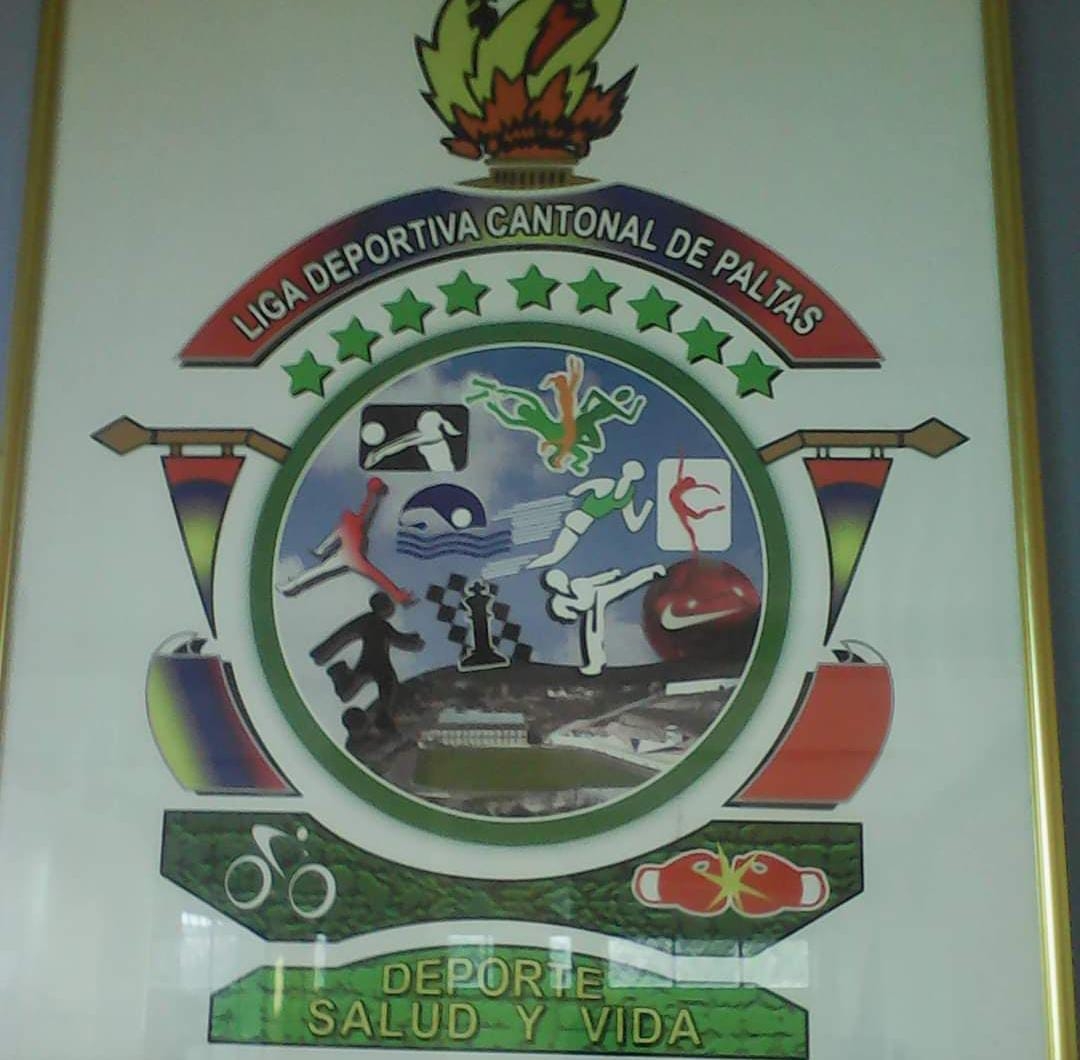 LIGA DEPORTIVA CANTONAL DE PALTAS
DEPORTE
SALUD Y VIDA